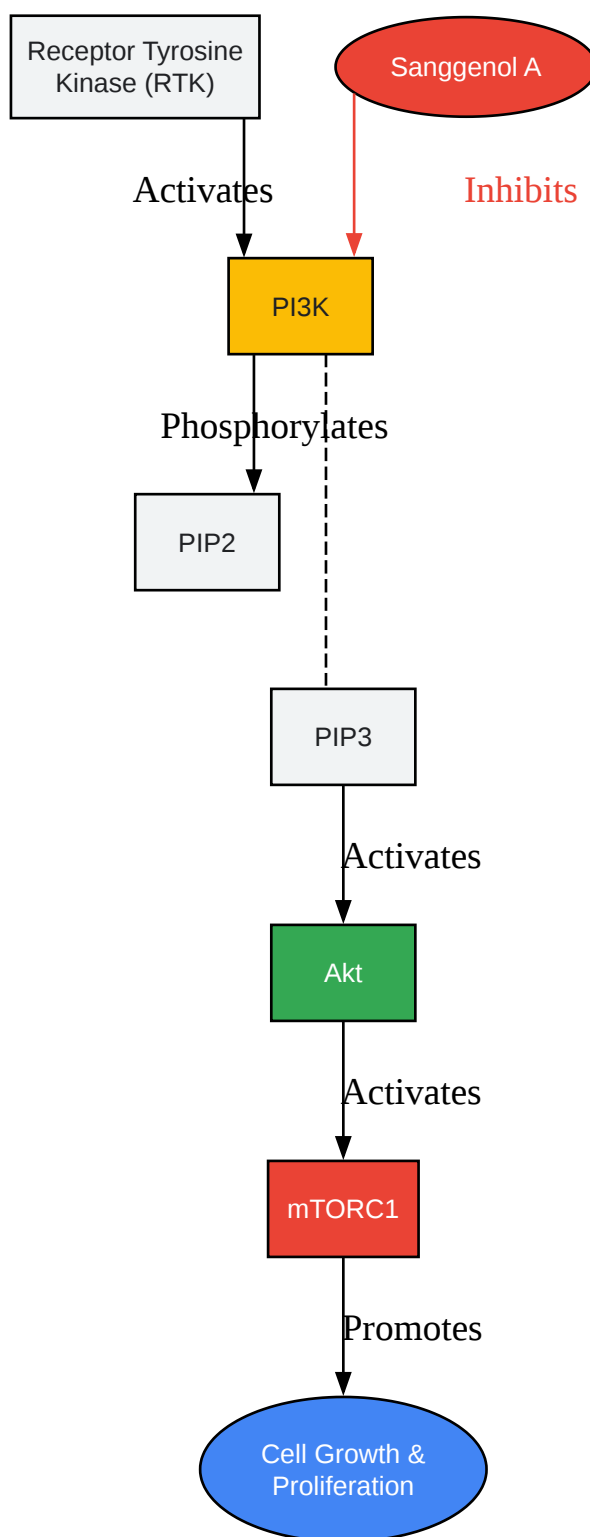 Receptor Tyrosine
Kinase (RTK)
Sanggenol A
Activates
Inhibits
PI3K
Phosphorylates
PIP2
PIP3
Activates
Akt
Activates
mTORC1
Promotes
Cell Growth &
Proliferation